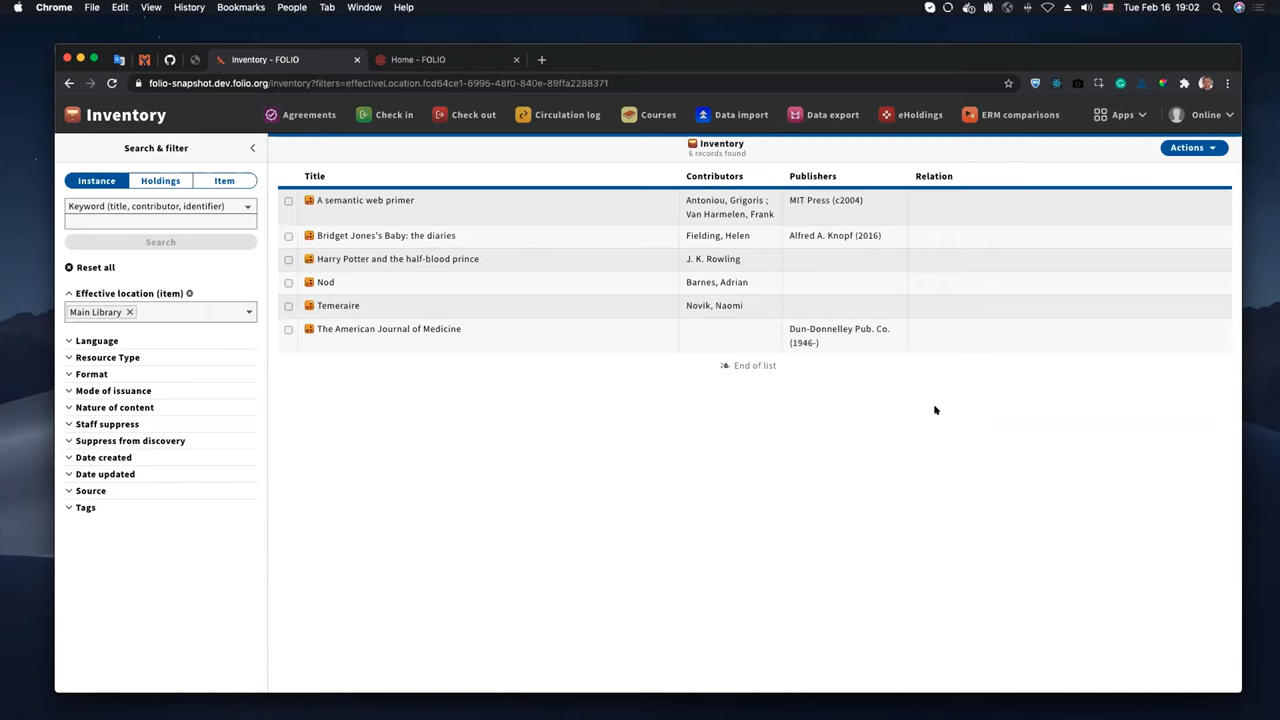 Chrome File Edit View History Bookmarks People Tab Window Help Tue Feb 16 19:02
Inventory - FOLIO Home - FOLIO
folio-snapshot.dev.folio.org/inventory?filters=effectiveLocation.fcd64ce1-6995-48f0-840e-89ffa2288371
Inventory Agreements Check in Check out Circulation log Courses Data import Data export eHoldings ERM comparisons Apps Online
Search & filter
Inventory
6 records found
Actions
Instance Holdings Item
Keyword (title, contributor, identifier)
Search
Reset all
Effective location (item)
Main Library
Language
Resource Type
Format
Mode of issuance
Nature of content
Staff suppress
Suppress from discovery
Date created
Date updated
Source
Tags
Title Contributors Publishers Relation
A semantic web primer Antoniou, Grigoris ; MIT Press (c2004)
Van Harmelen, Frank
Bridget Jones's Baby: the diaries Fielding, Helen Alfred A. Knopf (2016)
Harry Potter and the half-blood prince J. K. Rowling
Nod Barnes, Adrian
Temeraire Novik, Naomi
The American Journal of Medicine Dun-Donnelley Pub. Co.
(1946-)
End of list